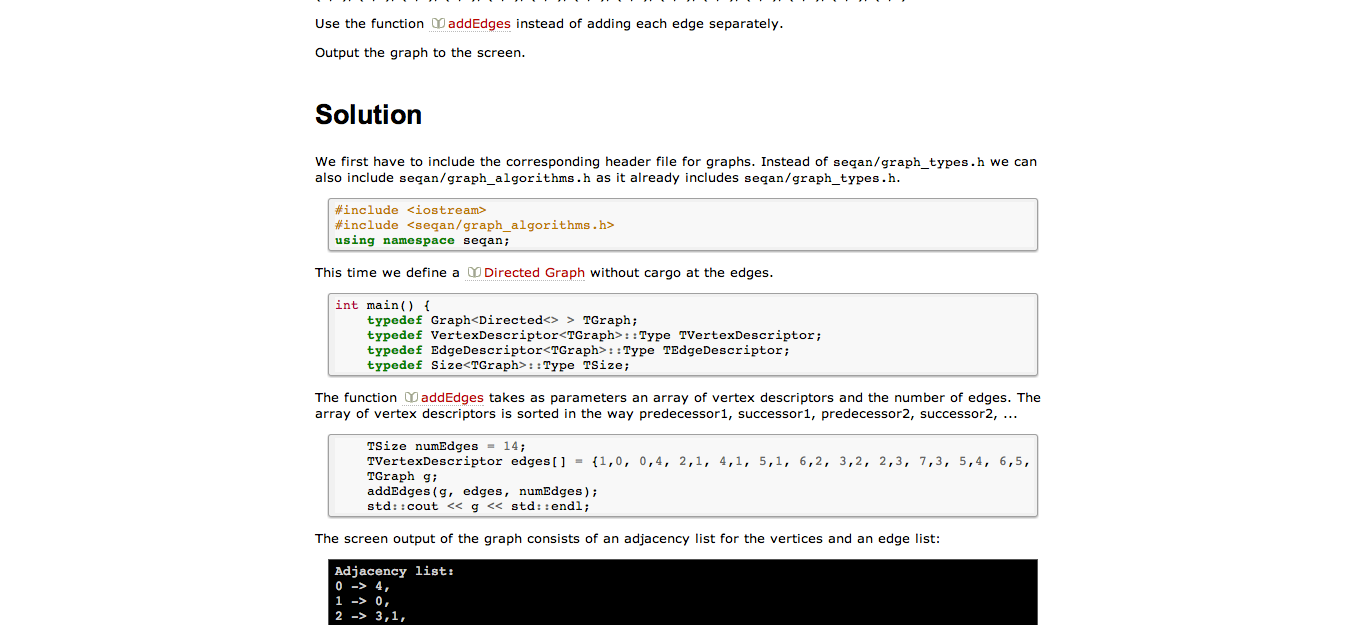 Use the function addEdges instead of adding each edge separately.
Output the graph to the screen.
Solution
We first have to include the corresponding header file for graphs. Instead of seqan/graph_types.h we can
also include seqan/graph_algorithms.h as it already includes seqan/graph_types.h.
#include <iostream>
#include <seqan/graph_algorithms.h>
using namespace seqan;
This time we define a Directed Graph without cargo at the edges.
int main() {
    typedef Graph<Directed<> > TGraph;
    typedef VertexDescriptor<TGraph>::Type TVertexDescriptor;
    typedef EdgeDescriptor<TGraph>::Type TEdgeDescriptor;
    typedef Size<TGraph>::Type TSize;
The function addEdges takes as parameters an array of vertex descriptors and the number of edges. The
array of vertex descriptors is sorted in the way predecessor1, successor1, predecessor2, successor2, ...
    TSize numEdges = 14;
    TVertexDescriptor edges[] = {1,0, 0,4, 2,1, 4,1, 5,1, 6,2, 3,2, 2,3, 7,3, 5,4, 6,5,
    TGraph g;
    addEdges(g, edges, numEdges);
    std::cout << g << std::endl;
The screen output of the graph consists of an adjacency list for the vertices and an edge list:
Adjacency list:
0 -> 4,
1 -> 0,
2 -> 3,1,